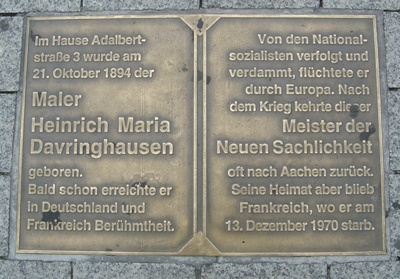 Im Hause Adalbert-
straße 3 wurde am
21. Oktober 1894 der
Maler
Heinrich Maria
Davringhausen
geboren.
Bald schon erreichte er
in Deutschland und
Frankreich Berühmtheit.
Von den National-
sozialisten verfolgt und
verdammt, flüchtete er
durch Europa. Nach
dem Krieg kehrte dieser
Meister der
Neuen Sachlichkeit
oft nach Aachen zurück.
Seine Heimat aber blieb
Frankreich, wo er am
13. Dezember 1970 starb.